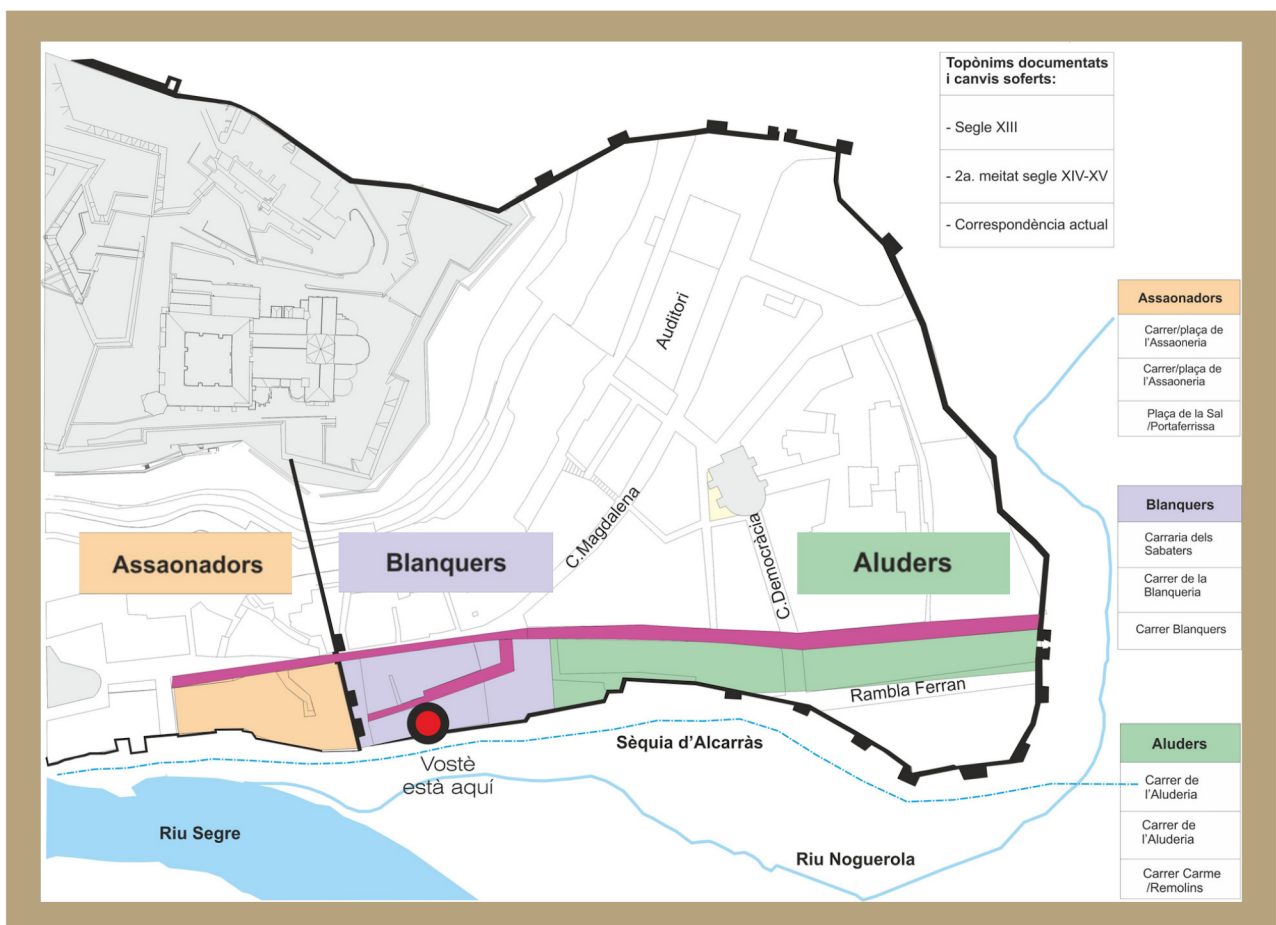 Topònims documentats
i canvis soferts:
- Segle XIII
- 2a. meitat segle XIV-XV
- Correspondència actual
Assaonadors
Carrer/plaça de
l'Assaoneria
Carrer/plaça de
l'Assaoneria
Plaça de la Sal
/Portaferrissa
Blanquers
Carraria dels
Sabaters
Carrer de la
Blanqueria
Carrer Blanquers
Aluders
Carrer de
l'Aluderia
Carrer de
l'Aluderia
Carrer Carme
/Remolins
Auditori
C.Magdalena
C.Democràcia
Assaonadors
Blanquers
Aluders
Rambla Ferran
Sèquia d'Alcarràs
Vostè
està aquí
Riu Segre
Riu Noguerola